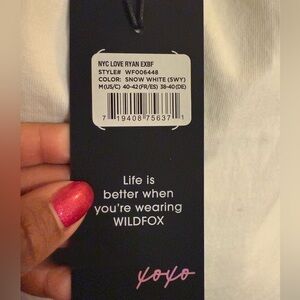 NYC LOVE RYAN EXBF
STYLE# WF006448
COLOR: SNOW WHITE (SWY)
M(US/C) 40-42(FR/ES) 38-40(DE)
7 19408 75637 1
Life is
better when
you're wearing
WILDFOX
xoxo